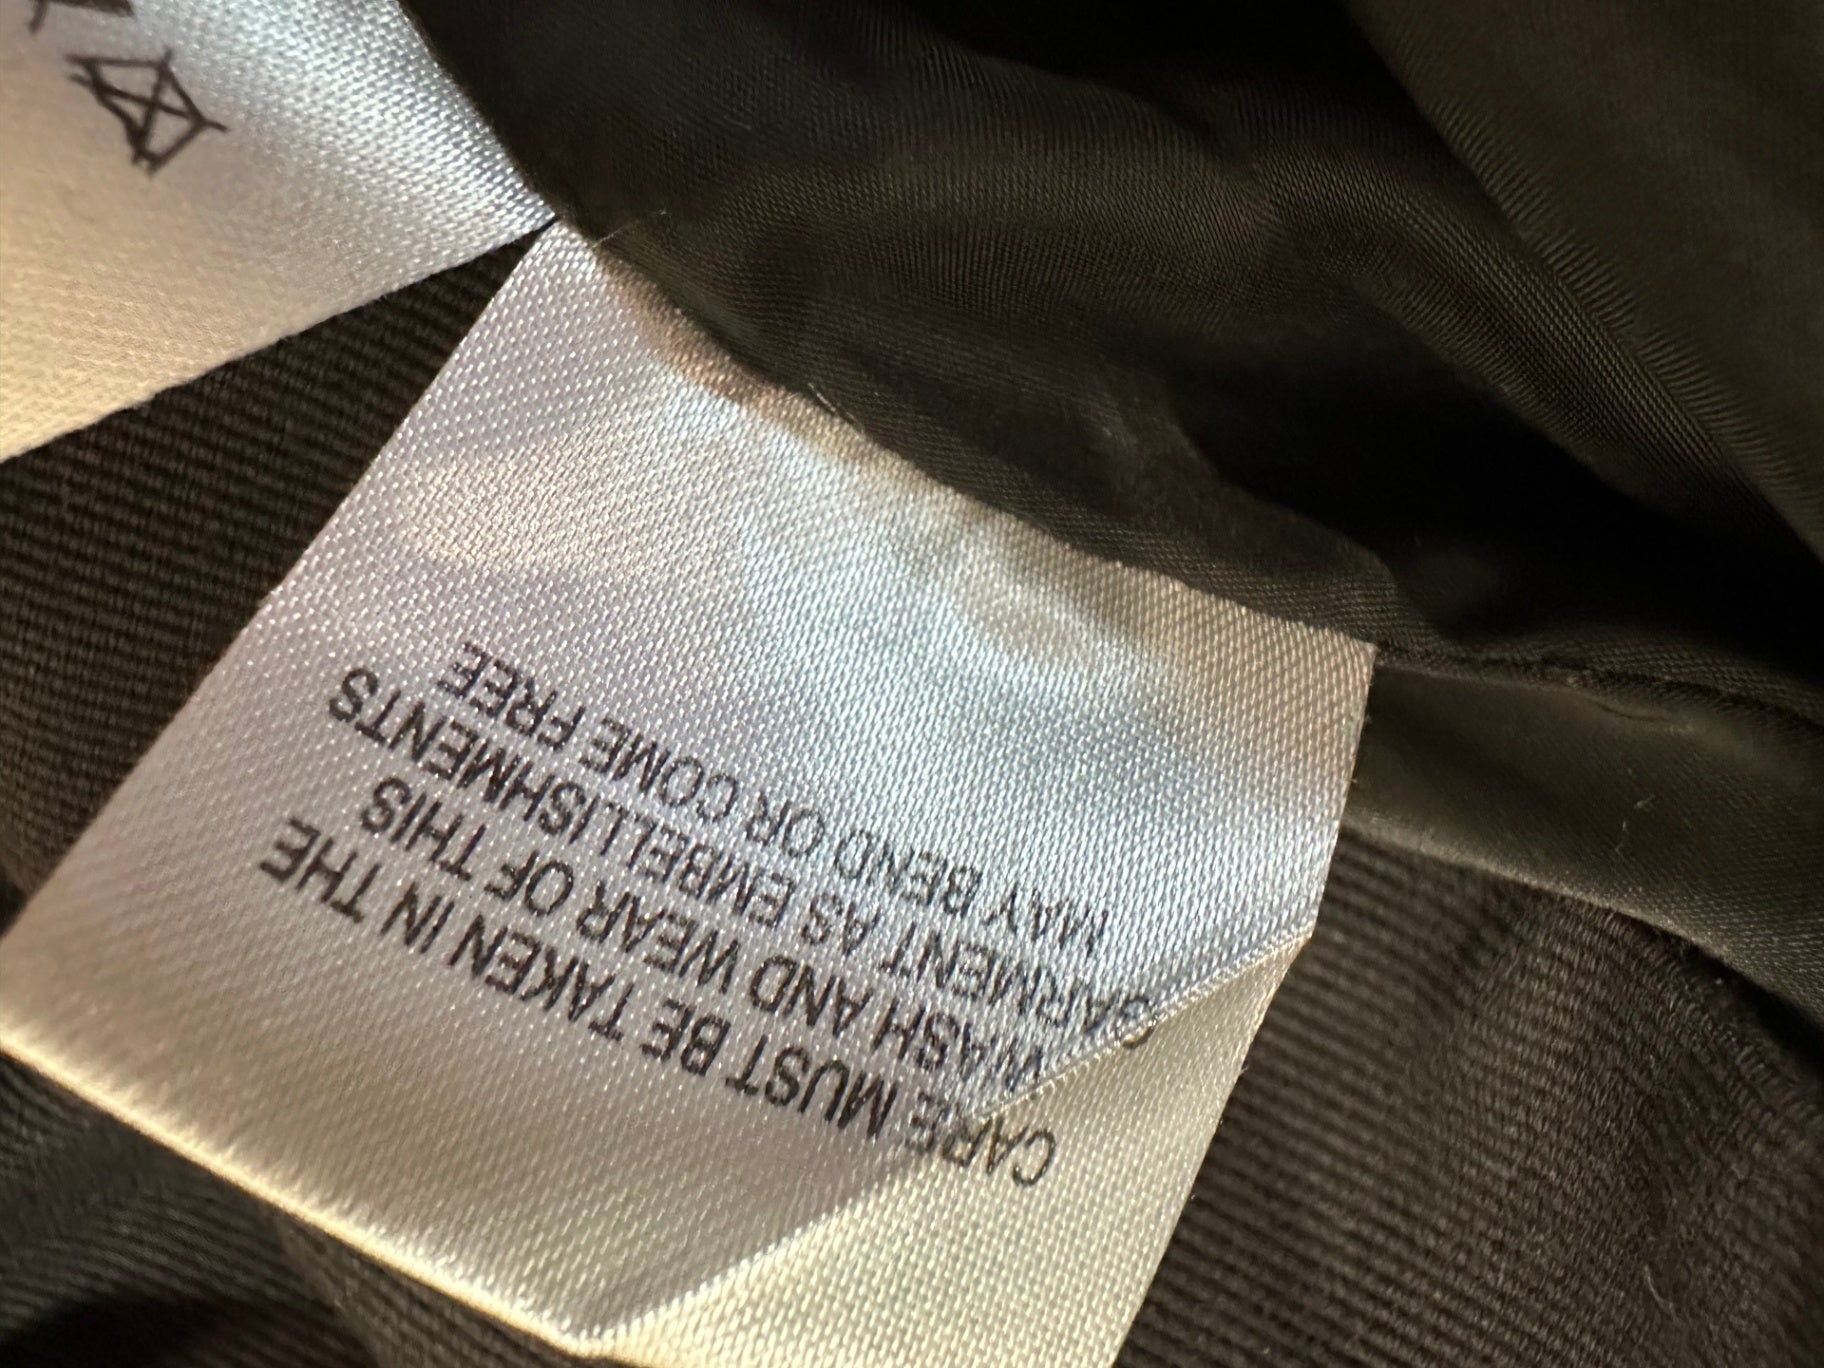 CARE MUST BE TAKEN IN THE
WASH AND WEAR OF THIS
GARMENT AS EMBELLISHMENTS
MAY BEND OR COME FREE